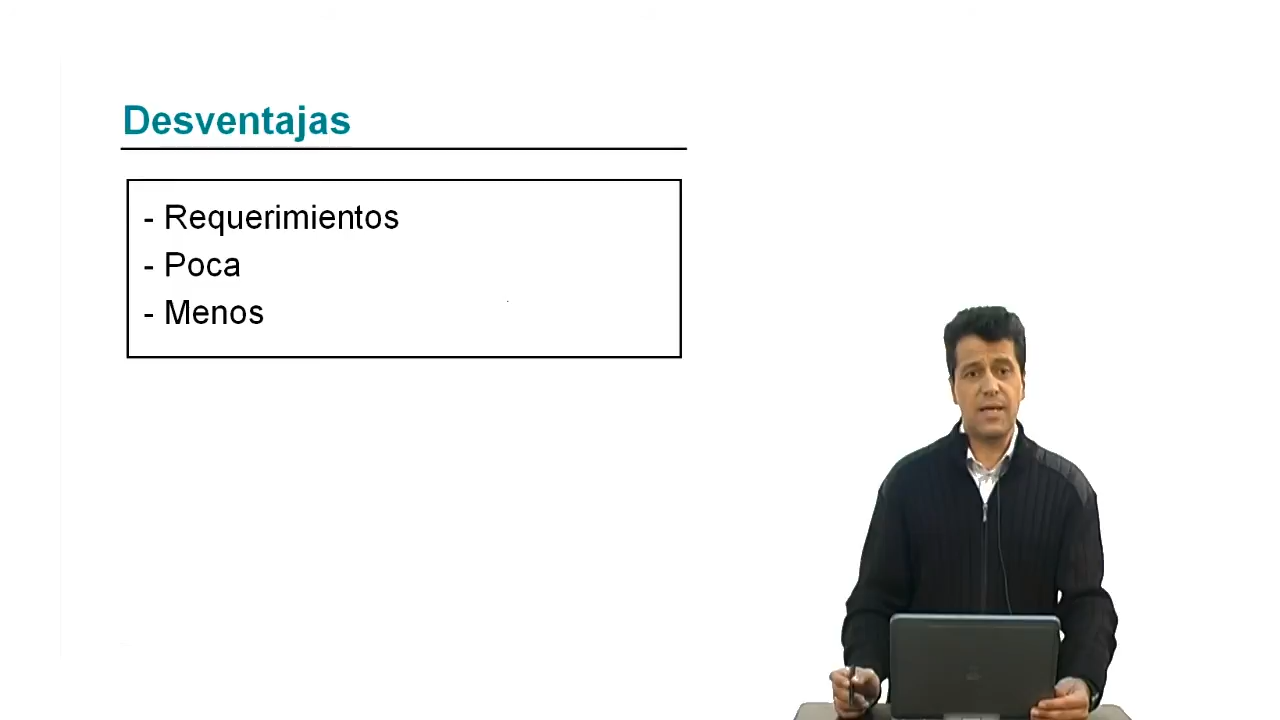 Desventajas
- Requerimientos
- Poca
- Menos